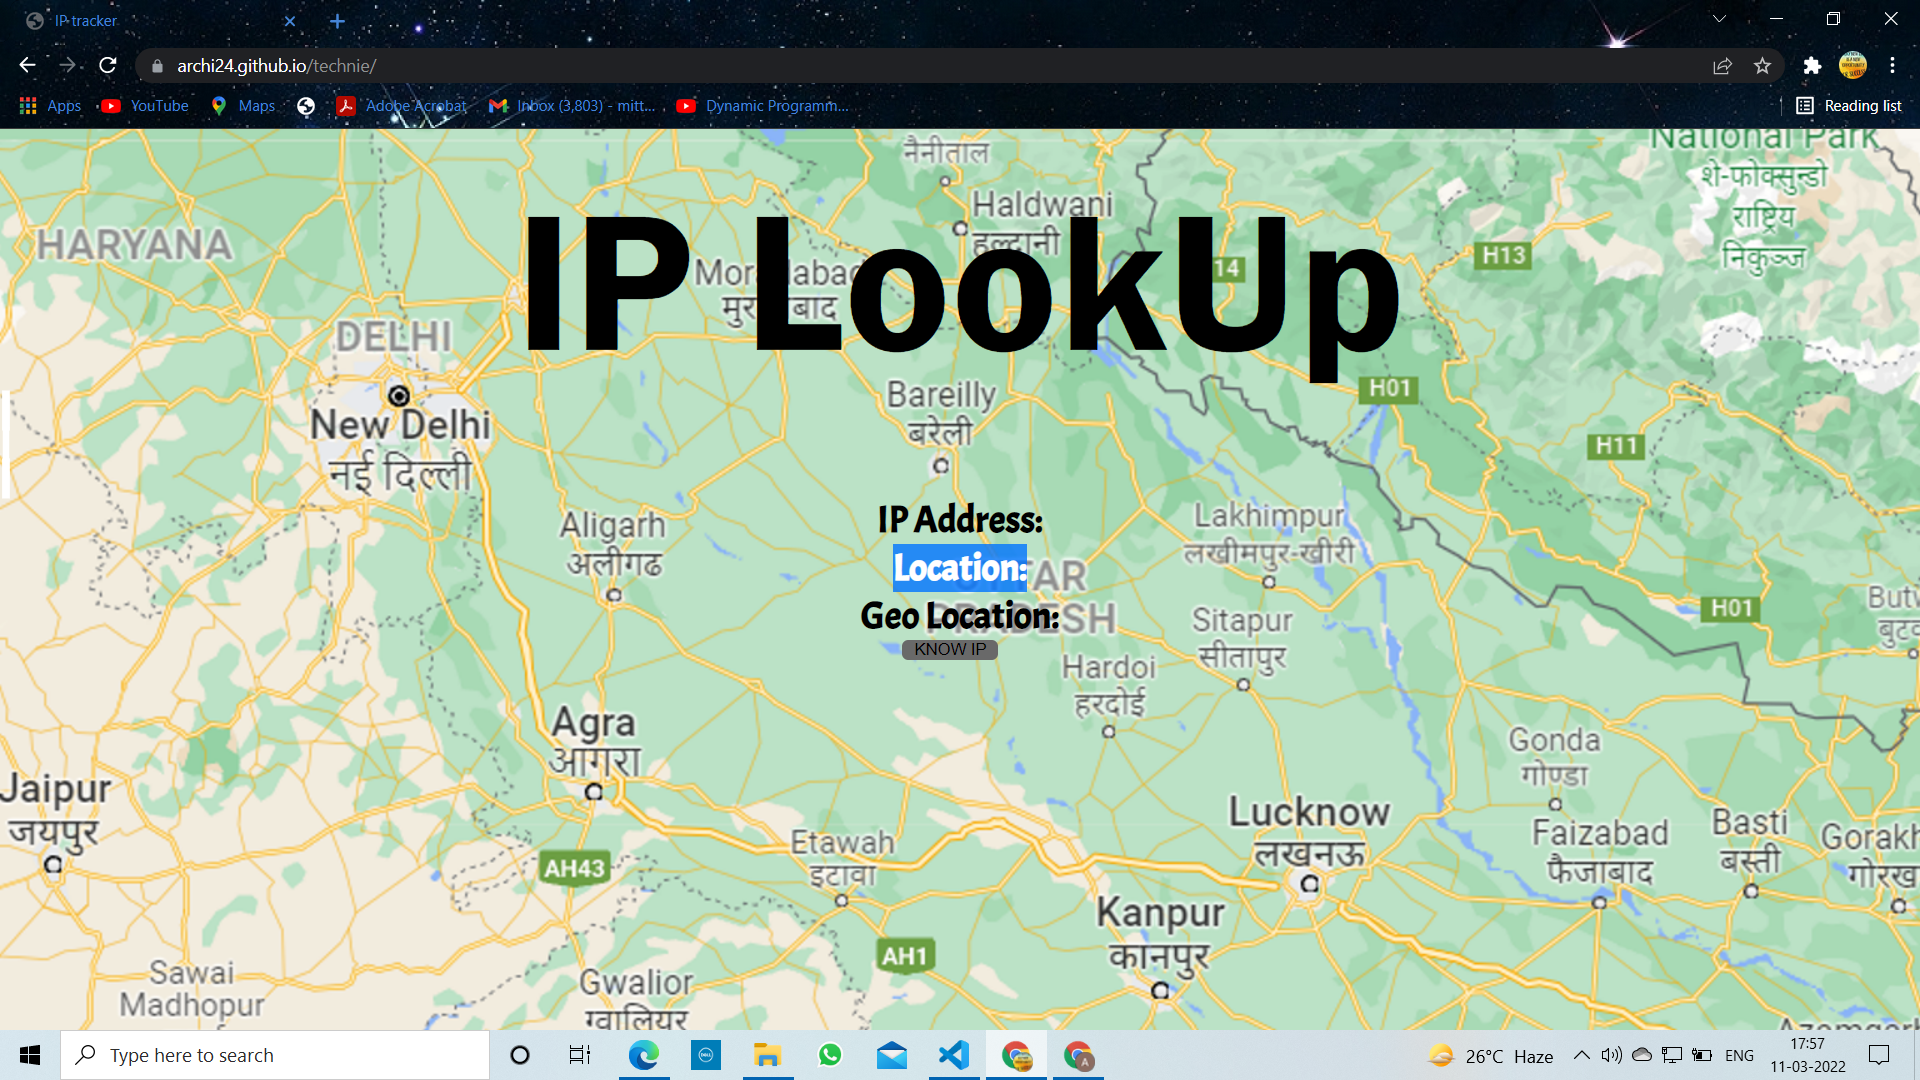 IP tracker
archi24.github.io/technie/
Apps
YouTube
Maps
Adobe Acrobat
Inbox (3,803) - mitt...
Dynamic Programm...
Reading list
National Park
शे-फोक्सुन्डो
राष्ट्रिय
निकुञ्ज
नैनीताल
Haldwani
हल्द्वानी
HARYANA
IP LookUp
मुरादाबाद
14
H13
DELHI
New Delhi
नई दिल्ली
Bareilly
बरेली
H01
H11
Aligarh
अलीगढ
IP Address:
Location:
Geo Location:
KNOW IP
Lakhimpur
लखीमपुर-खीरी
H01
Sitapur
सीतापुर
Hardoi
हरदोई
Agra
आगरा
Gonda
गोण्डा
Jaipur
जयपुर
Etawah
इटावा
AH43
Lucknow
लखनऊ
Faizabad
फैजाबाद
Basti
बस्ती
Gorakh
गोरख
Kanpur
कानपुर
AH1
Sawai
Madhopur
Gwalior
ग्वालियर
Type here to search
DELL
A
26°C Haze
ENG
17:57
11-03-2022